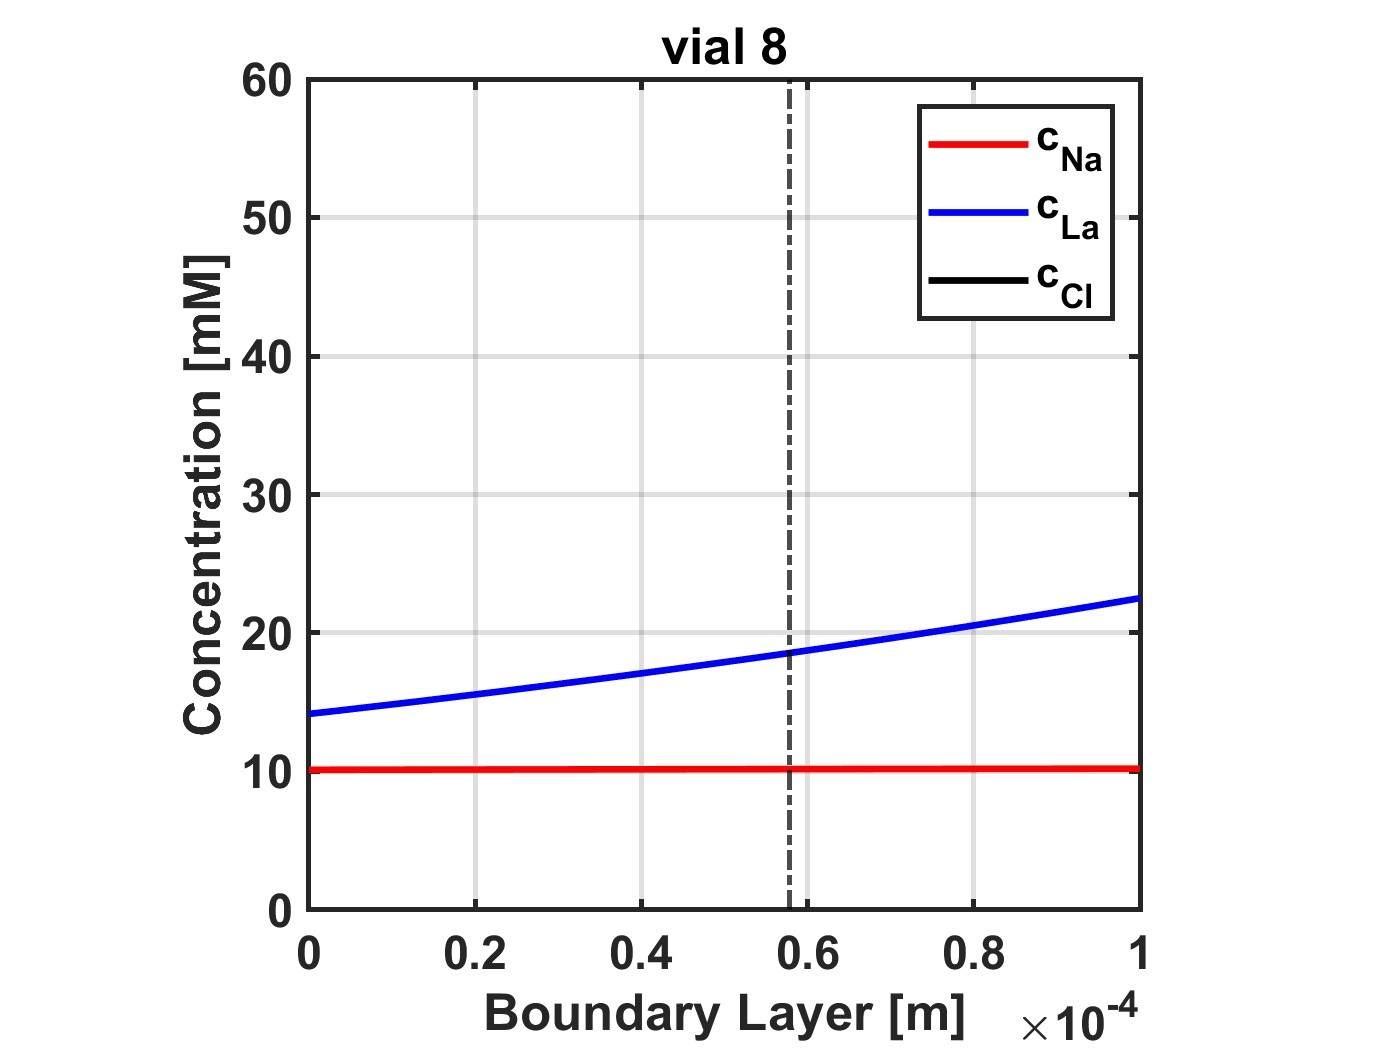 vial 8
60
50
40
30
20
10
0
Concentration [mM]
c_Na
c_La
c_Cl
0 0.2 0.4 0.6 0.8 1
Boundary Layer [m] ×10^-4